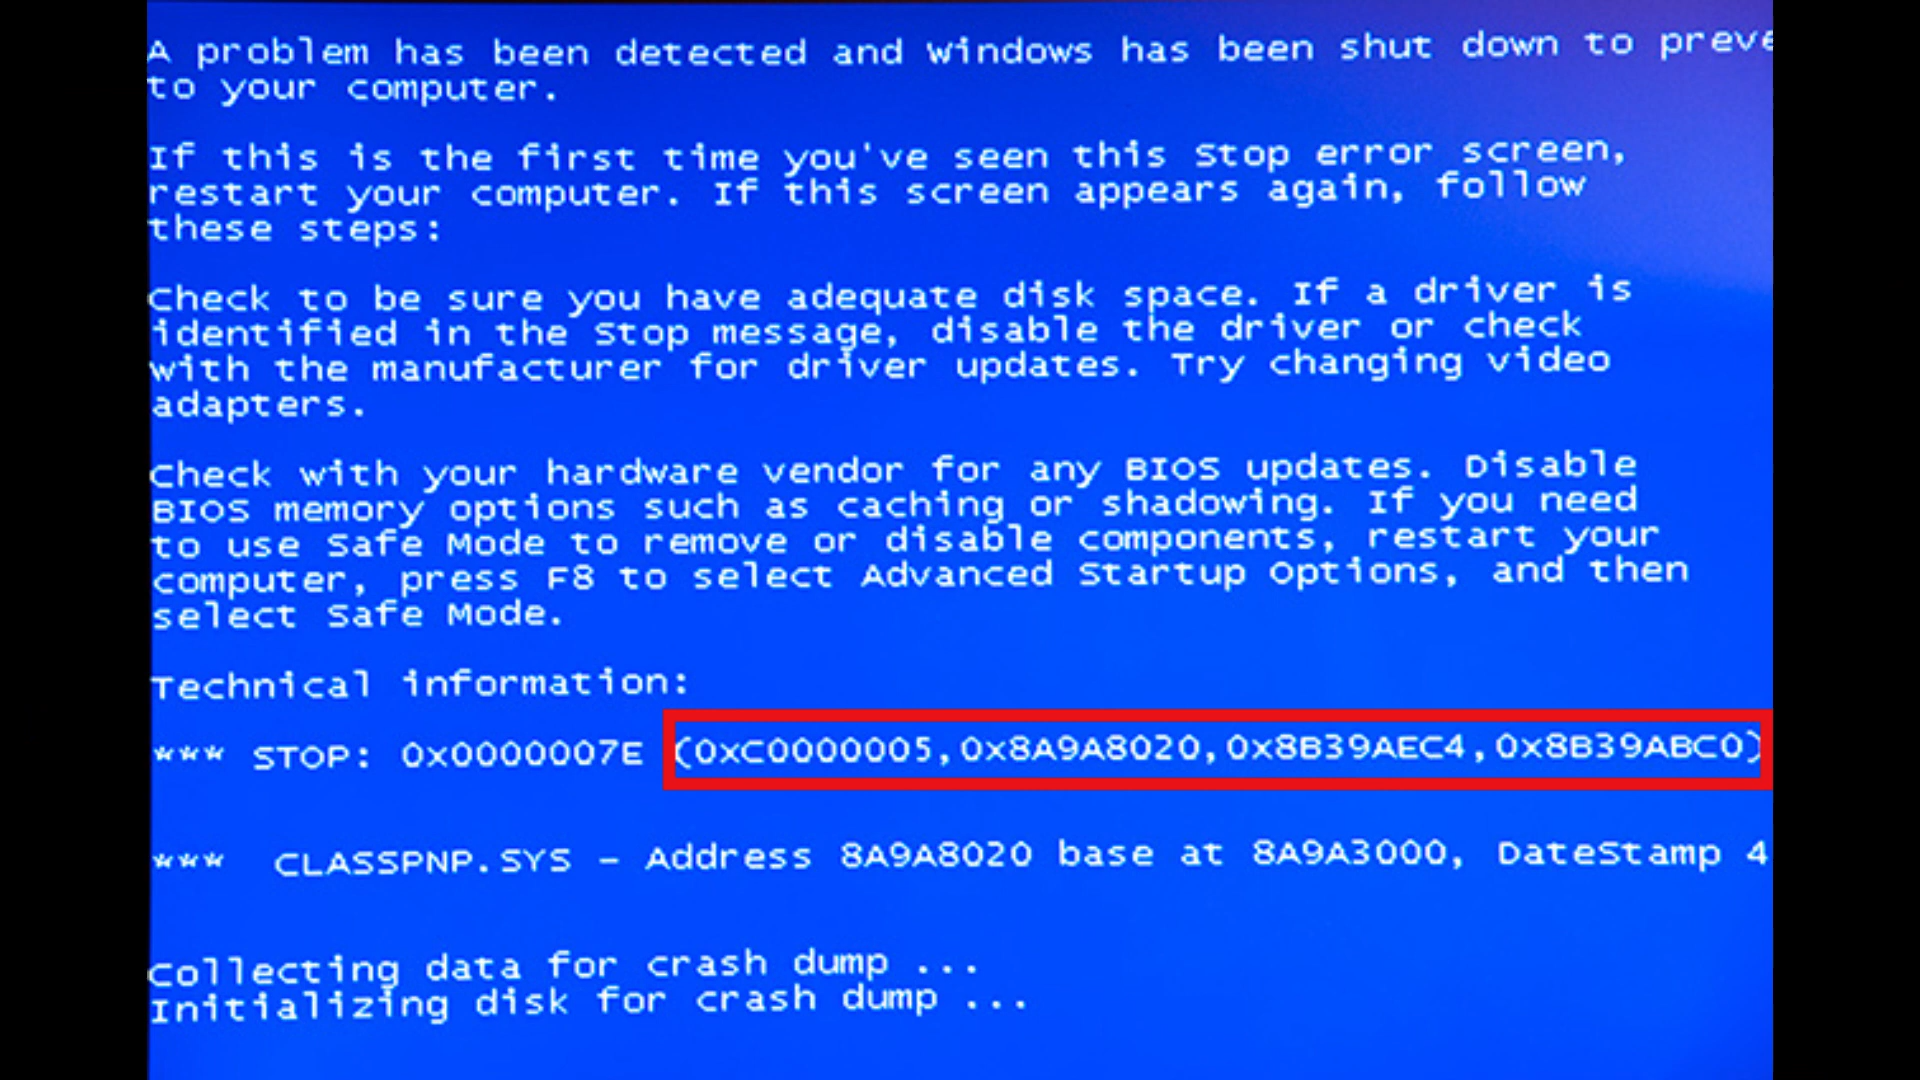 A problem has been detected and Windows has been shut down to preve
to your computer.
If this is the first time you've seen this Stop error screen,
restart your computer. If this screen appears again, follow
these steps:
Check to be sure you have adequate disk space. If a driver is
identified in the Stop message, disable the driver or check
with the manufacturer for driver updates. Try changing video
adapters.
Check with your hardware vendor for any BIOS updates. Disable
BIOS memory options such as caching or shadowing. If you need
to use Safe Mode to remove or disable components, restart your
computer, press F8 to select Advanced Startup Options, and then
select Safe Mode.
Technical information:
*** STOP: 0x0000007E (0xC0000005,0x8A9A8020,0x8B39AEC4,0x8B39ABC0)
*** CLASSPNP.SYS - Address 8A9A8020 base at 8A9A3000, DateStamp 4
Collecting data for crash dump ...
Initializing disk for crash dump ...